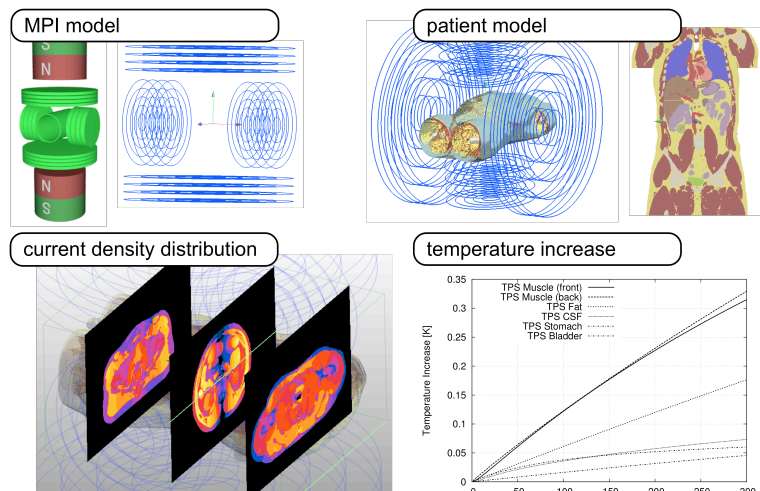 MPI model
patient model
S
N
N
S
current density distribution
temperature increase
0.35
TPS Muscle (front)
TPS Muscle (back)
TPS Fat
TPS CSF
TPS Stomach
TPS Bladder
0.3
0.25
0.2
0.15
0.1
0.05
0
Temperature Increase [K]
0 50 100 150 200 250 300